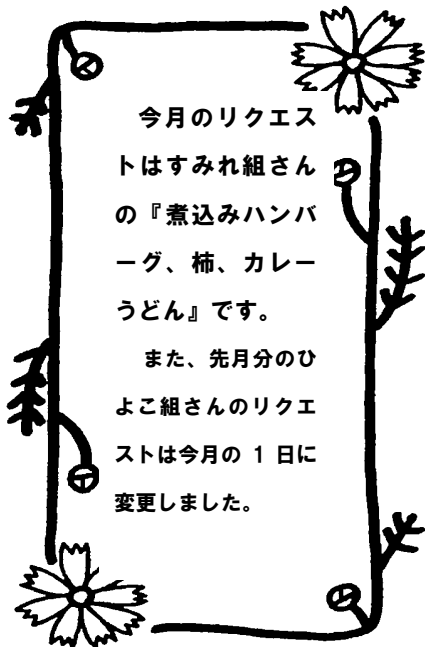 今月のリクエス
トはすみれ組さん
の『煮込みハンバ
ーグ、柿、カレー
うどん』です。
また、先月分のひ
よこ組さんのリクエ
ストは今月の 1 日に
変更しました。